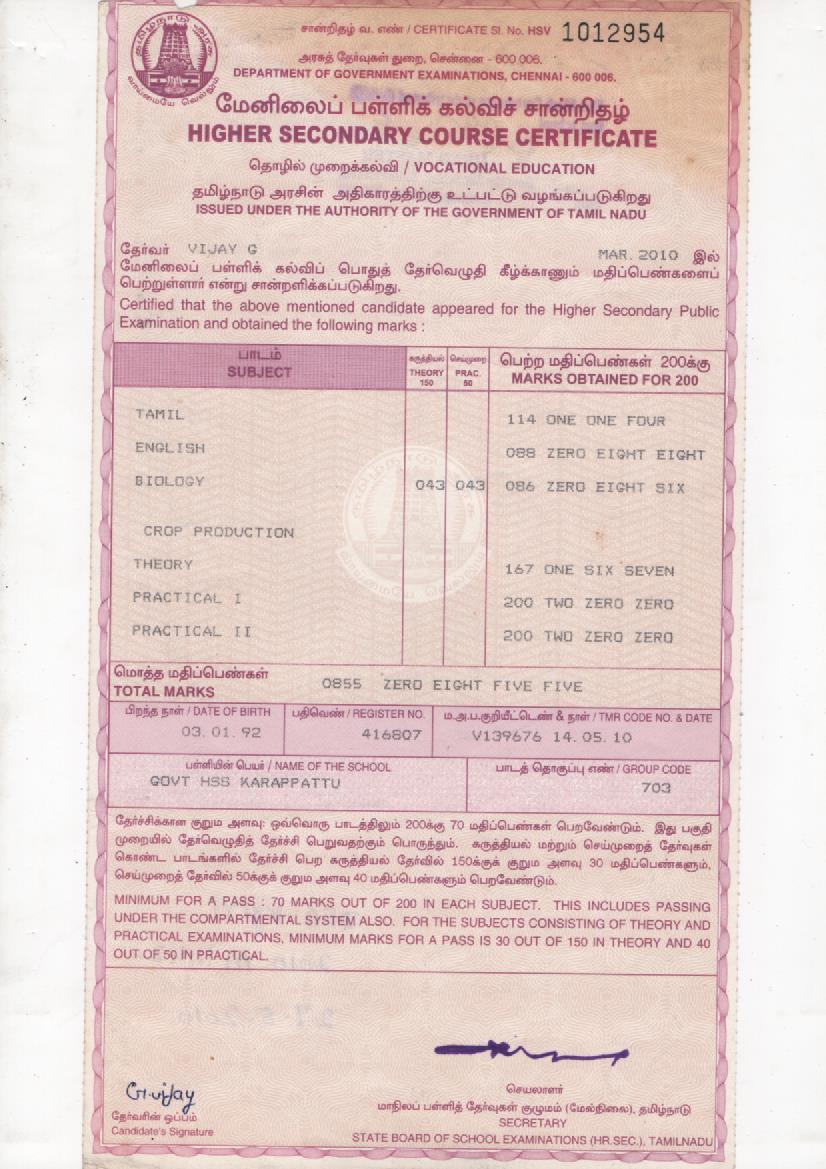 தமிழ்நாடு அரசு
வாய்மையே வெல்லும்
சான்றிதழ் வ. எண் / CERTIFICATE Sl. No. HSV 1012954
அரசுத் தேர்வுகள் துறை, சென்னை - 600 006.
DEPARTMENT OF GOVERNMENT EXAMINATIONS, CHENNAI - 600 006.
மேனிலைப் பள்ளிக் கல்விச் சான்றிதழ்
HIGHER SECONDARY COURSE CERTIFICATE
தொழில் முறைக்கல்வி / VOCATIONAL EDUCATION
தமிழ்நாடு அரசின் அதிகாரத்திற்கு உட்பட்டு வழங்கப்படுகிறது
ISSUED UNDER THE AUTHORITY OF THE GOVERNMENT OF TAMIL NADU
தேர்வர் VIJAY G MAR. 2010 இல்
மேனிலைப் பள்ளிக் கல்விப் பொதுத் தேர்வெழுதி கீழ்க்காணும் மதிப்பெண்களைப்
பெற்றுள்ளார் என்று சான்றளிக்கப்படுகிறது.
Certified that the above mentioned candidate appeared for the Higher Secondary Public
Examination and obtained the following marks :
பாடம் கருத்தியல் செய்முறை பெற்ற மதிப்பெண்கள் 200க்கு
SUBJECT THEORY 150 PRAC. 50 MARKS OBTAINED FOR 200
TAMIL 114 ONE ONE FOUR
ENGLISH 088 ZERO EIGHT EIGHT
BIOLOGY 043 043 086 ZERO EIGHT SIX
CROP PRODUCTION
THEORY 167 ONE SIX SEVEN
PRACTICAL I 200 TWO ZERO ZERO
PRACTICAL II 200 TWO ZERO ZERO
மொத்த மதிப்பெண்கள்
TOTAL MARKS 0855 ZERO EIGHT FIVE FIVE
பிறந்த நாள் / DATE OF BIRTH பதிவெண் / REGISTER NO. ம.அ.ப.குறியீட்டெண் & நாள் / TMR CODE NO. & DATE
03.01.92 416807 V139676 14.05.10
பள்ளியின் பெயர் / NAME OF THE SCHOOL பாடத் தொகுப்பு எண் / GROUP CODE
GOVT HSS KARAPPATTU 703
தேர்ச்சிக்கான குறும அளவு: ஒவ்வொரு பாடத்திலும் 200க்கு 70 மதிப்பெண்கள் பெறவேண்டும். இது பகுதி
முறையில் தேர்வெழுதித் தேர்ச்சி பெறுவதற்கும் பொருந்தும். கருத்தியல் மற்றும் செய்முறைத் தேர்வுகள்
கொண்ட பாடங்களில் தேர்ச்சி பெற கருத்தியல் தேர்வில் 150க்குக் குறும அளவு 30 மதிப்பெண்களும்,
செய்முறைத் தேர்வில் 50க்குக் குறும அளவு 40 மதிப்பெண்களும் பெறவேண்டும்.
MINIMUM FOR A PASS : 70 MARKS OUT OF 200 IN EACH SUBJECT. THIS INCLUDES PASSING
UNDER THE COMPARTMENTAL SYSTEM ALSO. FOR THE SUBJECTS CONSISTING OF THEORY AND
PRACTICAL EXAMINATIONS, MINIMUM MARKS FOR A PASS IS 30 OUT OF 150 IN THEORY AND 40
OUT OF 50 IN PRACTICAL.
G.vijay
தேர்வரின் ஒப்பம்
Candidate's Signature
செயலாளர்
மாநிலப் பள்ளித் தேர்வுகள் குழுமம் (மேல்நிலை), தமிழ்நாடு
SECRETARY
STATE BOARD OF SCHOOL EXAMINATIONS (HR.SEC.), TAMILNADU